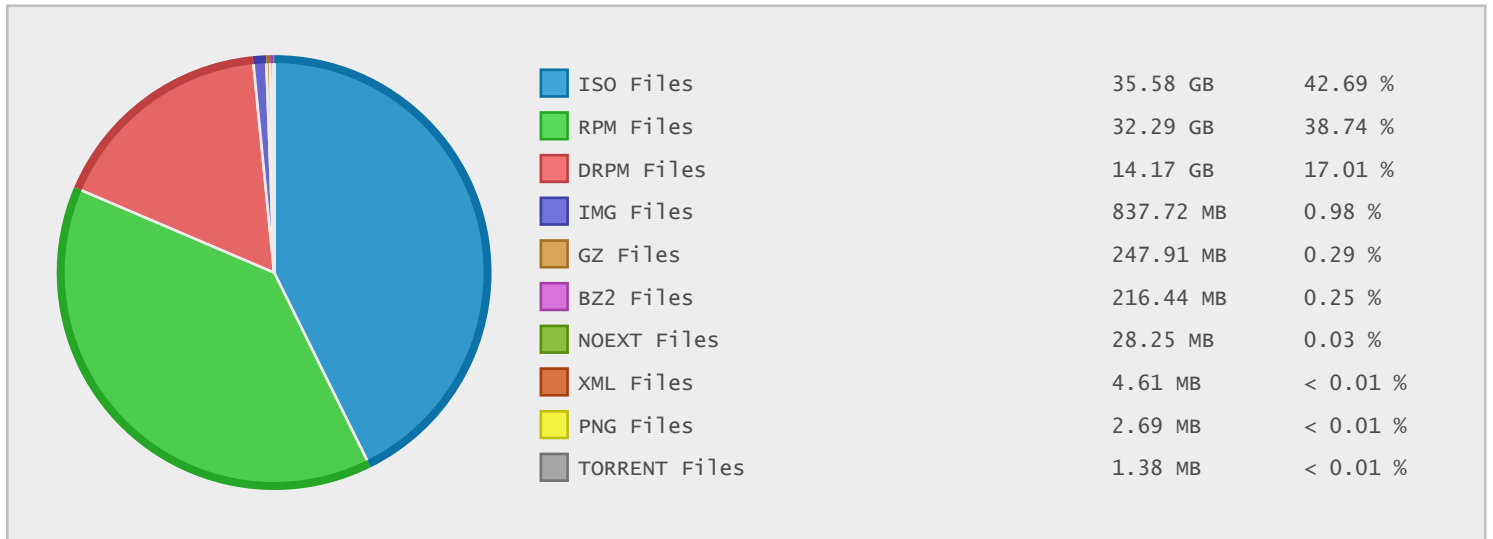 ISO Files 35.58 GB 42.69 %
RPM Files 32.29 GB 38.74 %
DRPM Files 14.17 GB 17.01 %
IMG Files 837.72 MB 0.98 %
GZ Files 247.91 MB 0.29 %
BZ2 Files 216.44 MB 0.25 %
NOEXT Files 28.25 MB 0.03 %
XML Files 4.61 MB < 0.01 %
PNG Files 2.69 MB < 0.01 %
TORRENT Files 1.38 MB < 0.01 %